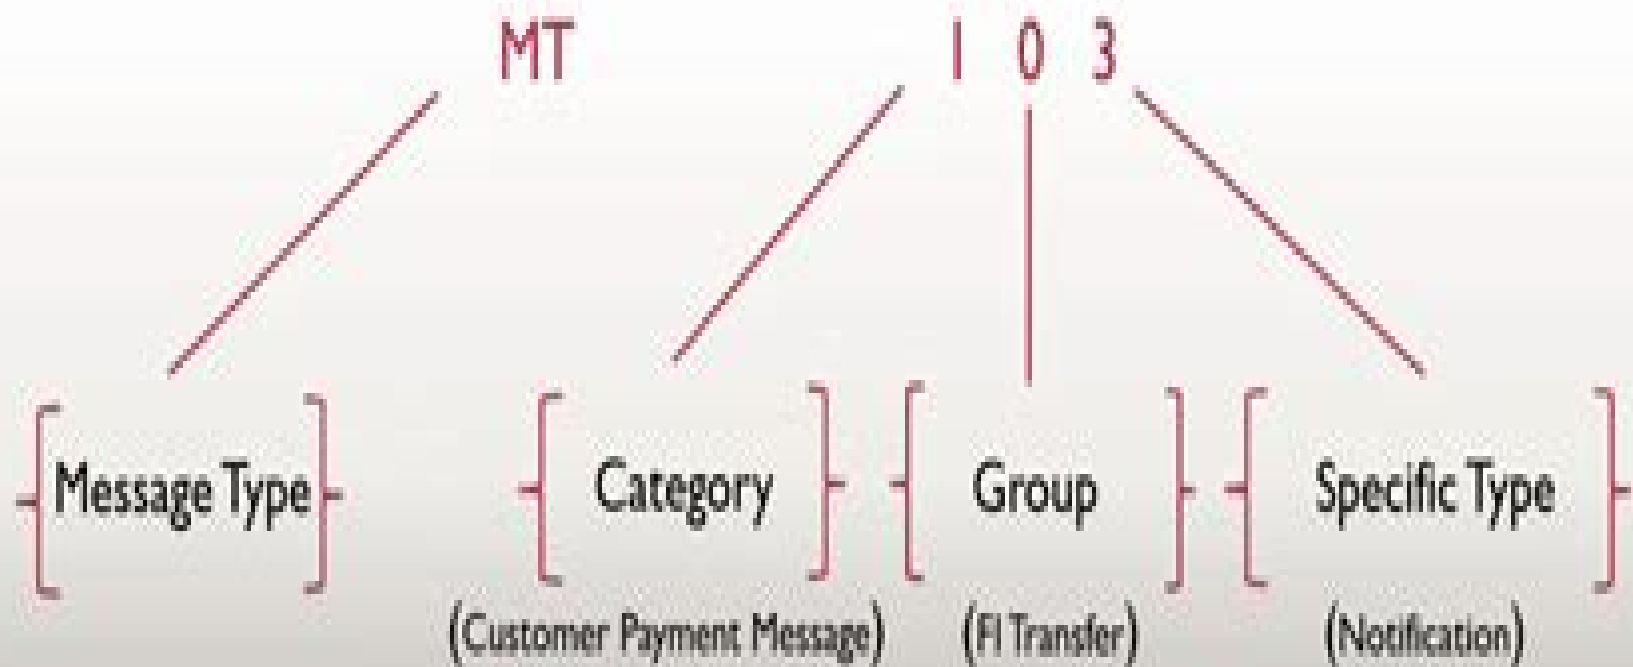 MT 1 0 3
Message Type Category Group Specific Type
(Customer Payment Message) (FI Transfer) (Notification)